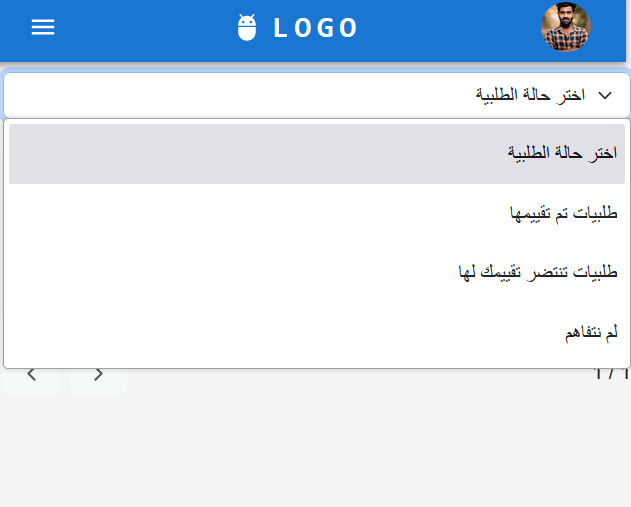 LOGO
اختر حالة الطلبية
اختر حالة الطلبية
طلبيات تم تقييمها
طلبيات تنتضر تقييمك لها
لم نتفاهم
1 / 1